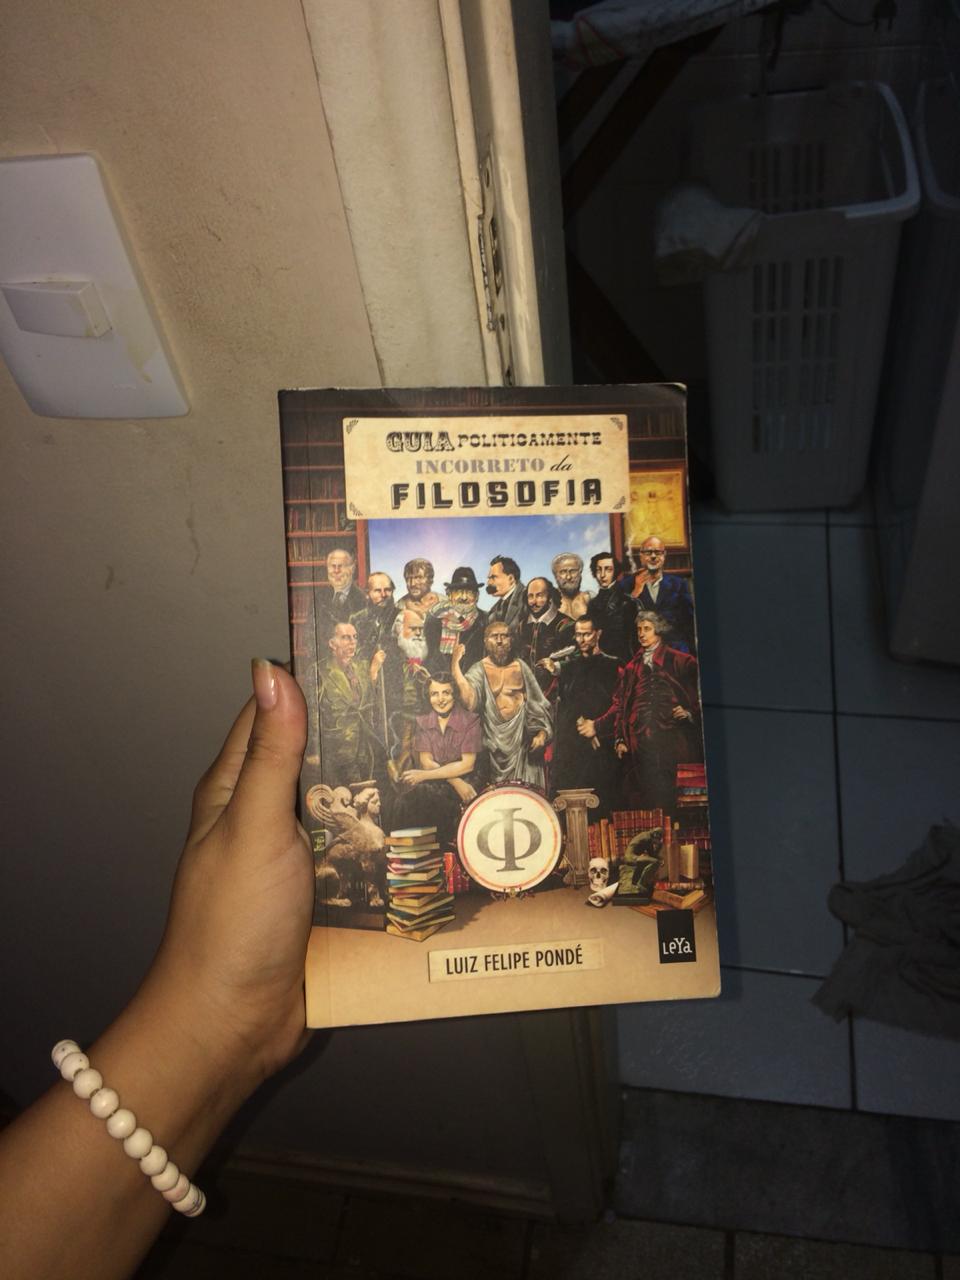 GUIA POLITICAMENTE
INCORRETO da
FILOSOFIA
Φ
LUIZ FELIPE PONDÉ
LeYa